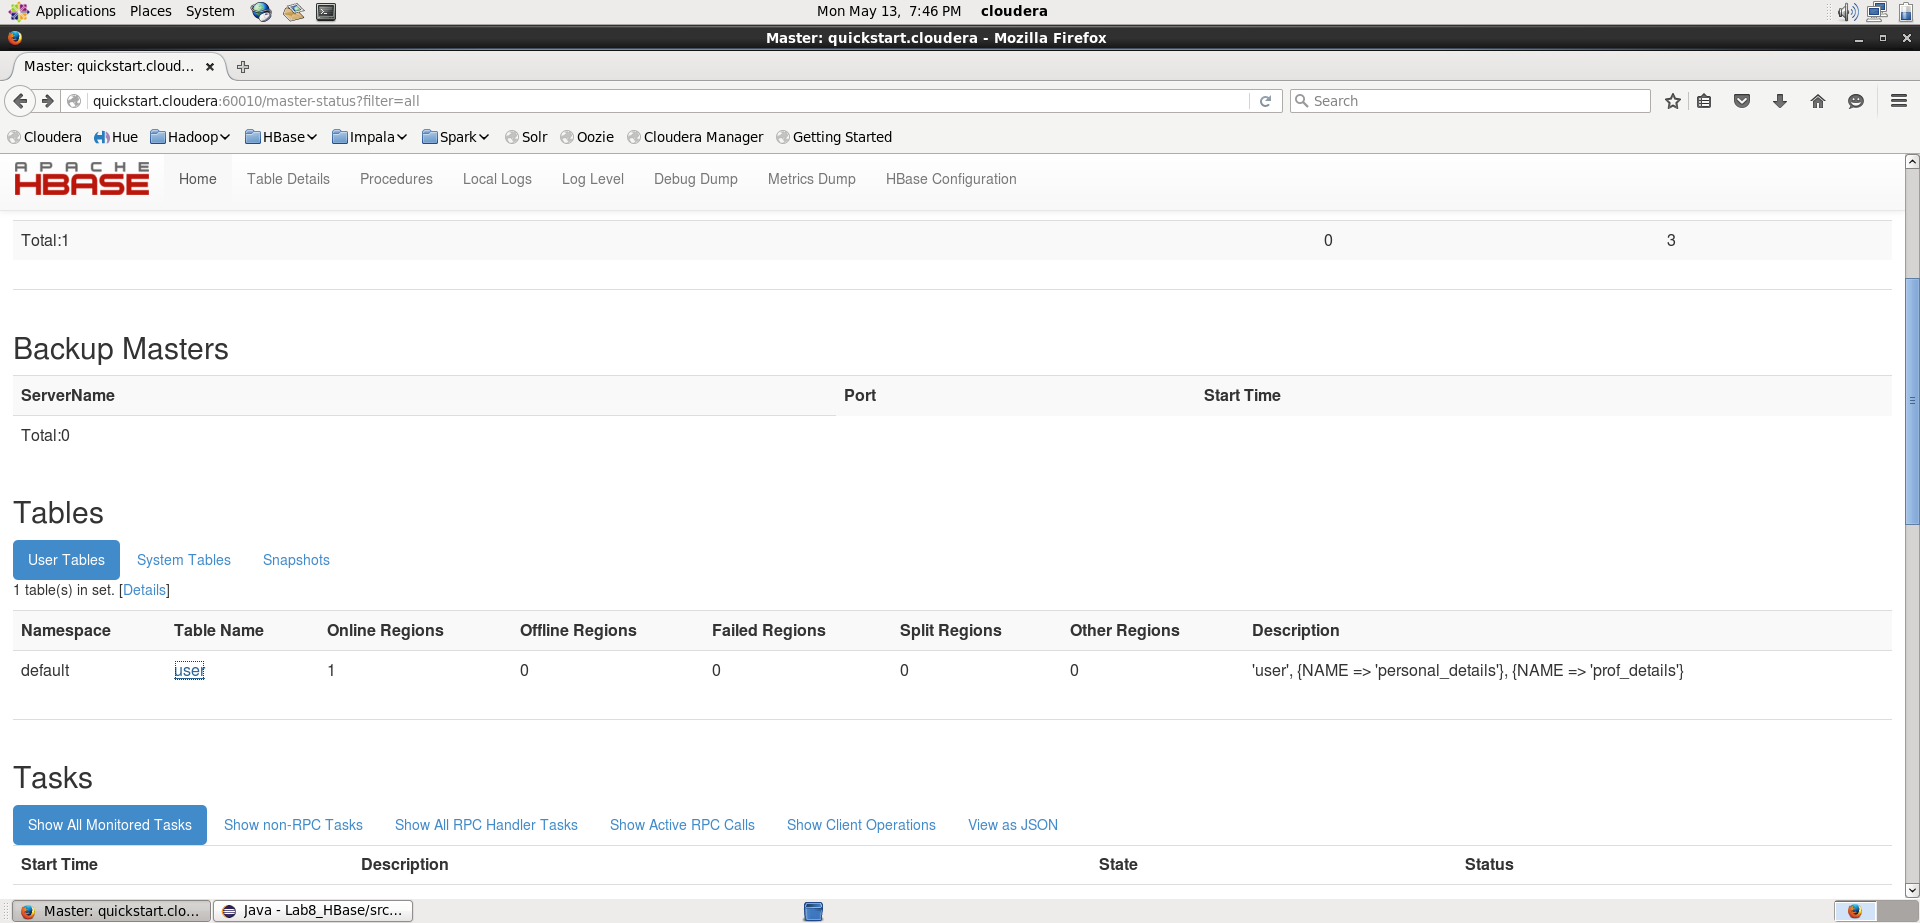 Applications Places System Mon May 13, 7:46 PM cloudera
Master: quickstart.cloudera - Mozilla Firefox
Master: quickstart.cloud...
quickstart.cloudera:60010/master-status?filter=all Search
Cloudera Hue Hadoop HBase Impala Spark Solr Oozie Cloudera Manager Getting Started
APACHE
HBASE Home Table Details Procedures Local Logs Log Level Debug Dump Metrics Dump HBase Configuration
Total:1 0 3
Backup Masters
ServerName Port Start Time
Total:0
Tables
User Tables System Tables Snapshots
1 table(s) in set. [Details]
Namespace Table Name Online Regions Offline Regions Failed Regions Split Regions Other Regions Description
default user 1 0 0 0 0 'user', {NAME => 'personal_details'}, {NAME => 'prof_details'}
Tasks
Show All Monitored Tasks Show non-RPC Tasks Show All RPC Handler Tasks Show Active RPC Calls Show Client Operations View as JSON
Start Time Description State Status
Master: quickstart.clo... Java - Lab8_HBase/src...